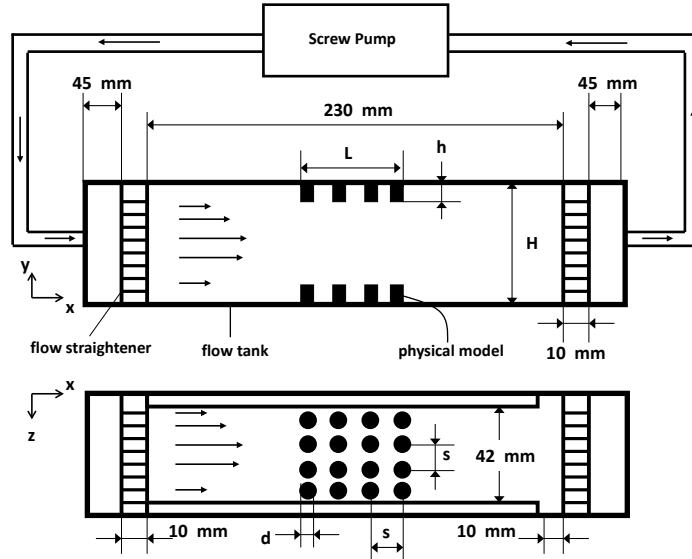 Screw Pump
45 mm
45 mm
230 mm
L
h
H
y
x
flow straightener
flow tank
physical model
10 mm
x
z
s
42 mm
10 mm
d
s
10 mm